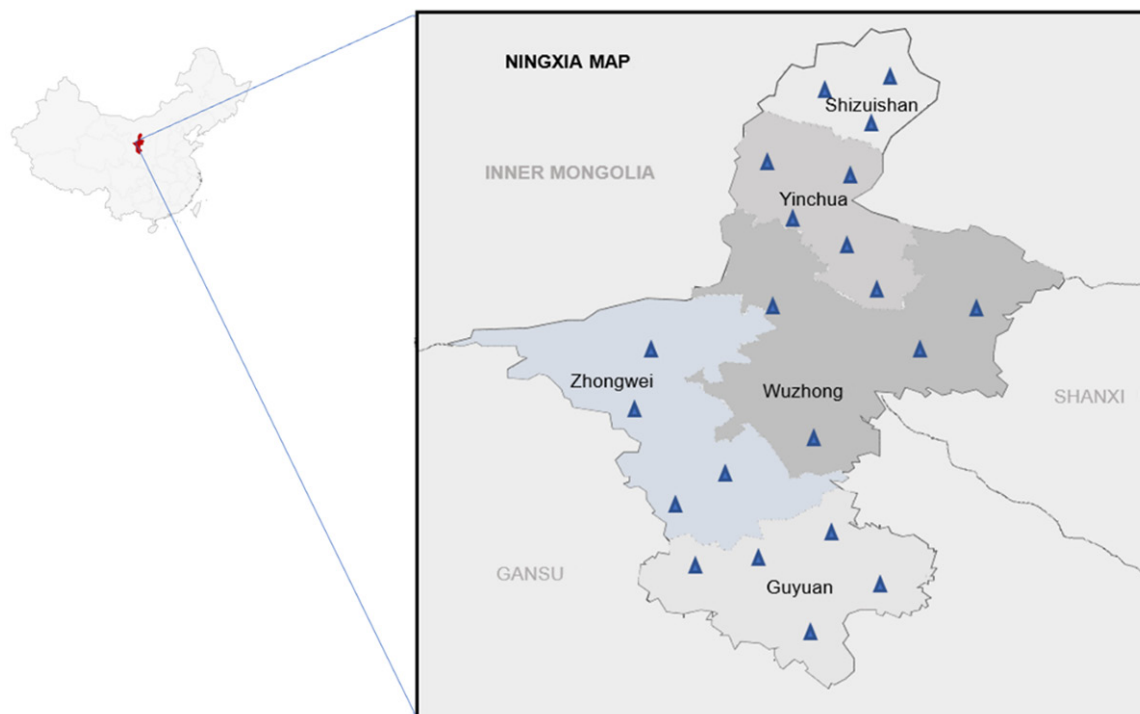 NINGXIA MAP
Shizuishan
INNER MONGOLIA
Yinchua
Zhongwei
Wuzhong
SHANXI
GANSU
Guyuan